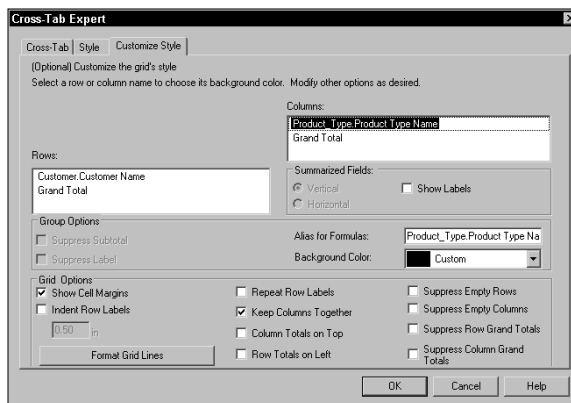 Cross-Tab Expert
Cross-Tab Style Customize Style
(Optional) Customize the grid's style
Select a row or column name to choose its background color. Modify other options as desired.
Columns:
Product_Type.Product Type Name
Grand Total
Rows:
Customer.Customer Name
Grand Total
Summarized Fields:
Vertical
Horizontal
Show Labels
Group Options
Suppress Subtotal
Suppress Label
Alias for Formulas: Product_Type.Product Type Na
Background Color: Custom
Grid Options
Show Cell Margins
Indent Row Labels
0.50 in
Format Grid Lines
Repeat Row Labels
Keep Columns Together
Column Totals on Top
Row Totals on Left
Suppress Empty Rows
Suppress Empty Columns
Suppress Row Grand Totals
Suppress Column Grand
Totals
OK Cancel Help